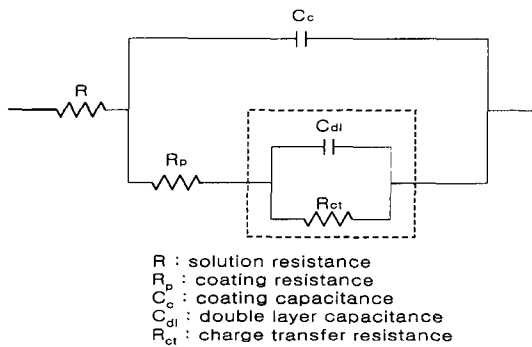 Cc
R
Cdl
Rp
Rct
R : solution resistance
Rp : coating resistance
Cc : coating capacitance
Cdl : double layer capacitance
Rct : charge transfer resistance